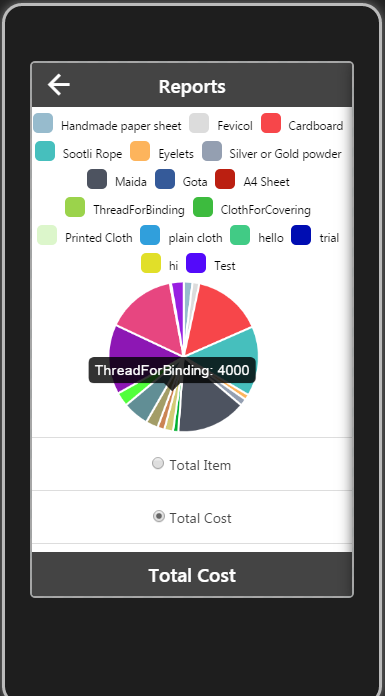 Reports
Handmade paper sheet Fevicol Cardboard
Sootli Rope Eyelets Silver or Gold powder
Maida Gota A4 Sheet
ThreadForBinding ClothForCovering
Printed Cloth plain cloth hello trial
hi Test
ThreadForBinding: 4000
Total Item
Total Cost
Total Cost